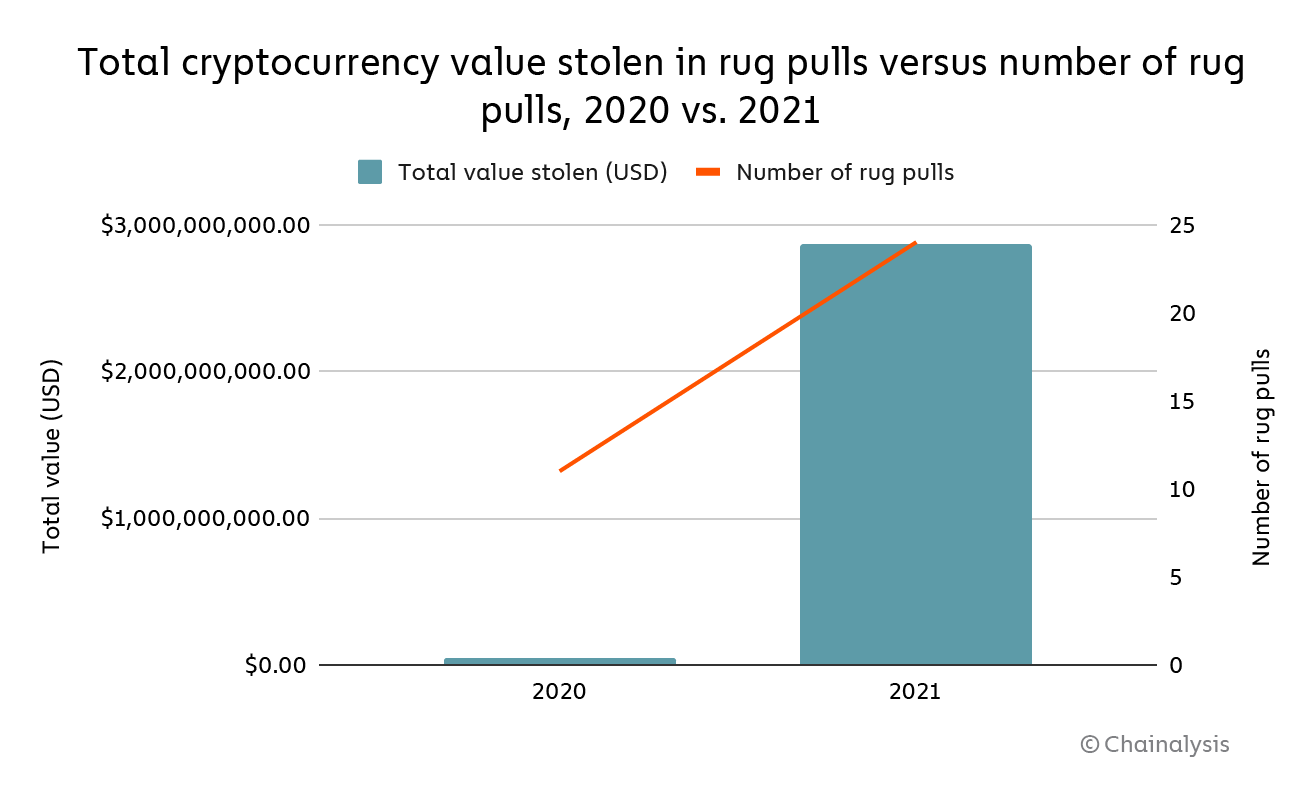 Total cryptocurrency value stolen in rug pulls versus number of rug
pulls, 2020 vs. 2021
Total value stolen (USD)
Number of rug pulls
$3,000,000,000.00
$2,000,000,000.00
$1,000,000,000.00
$0.00
Total value (USD)
25
20
15
10
5
0
Number of rug pulls
2020
2021
© Chainalysis